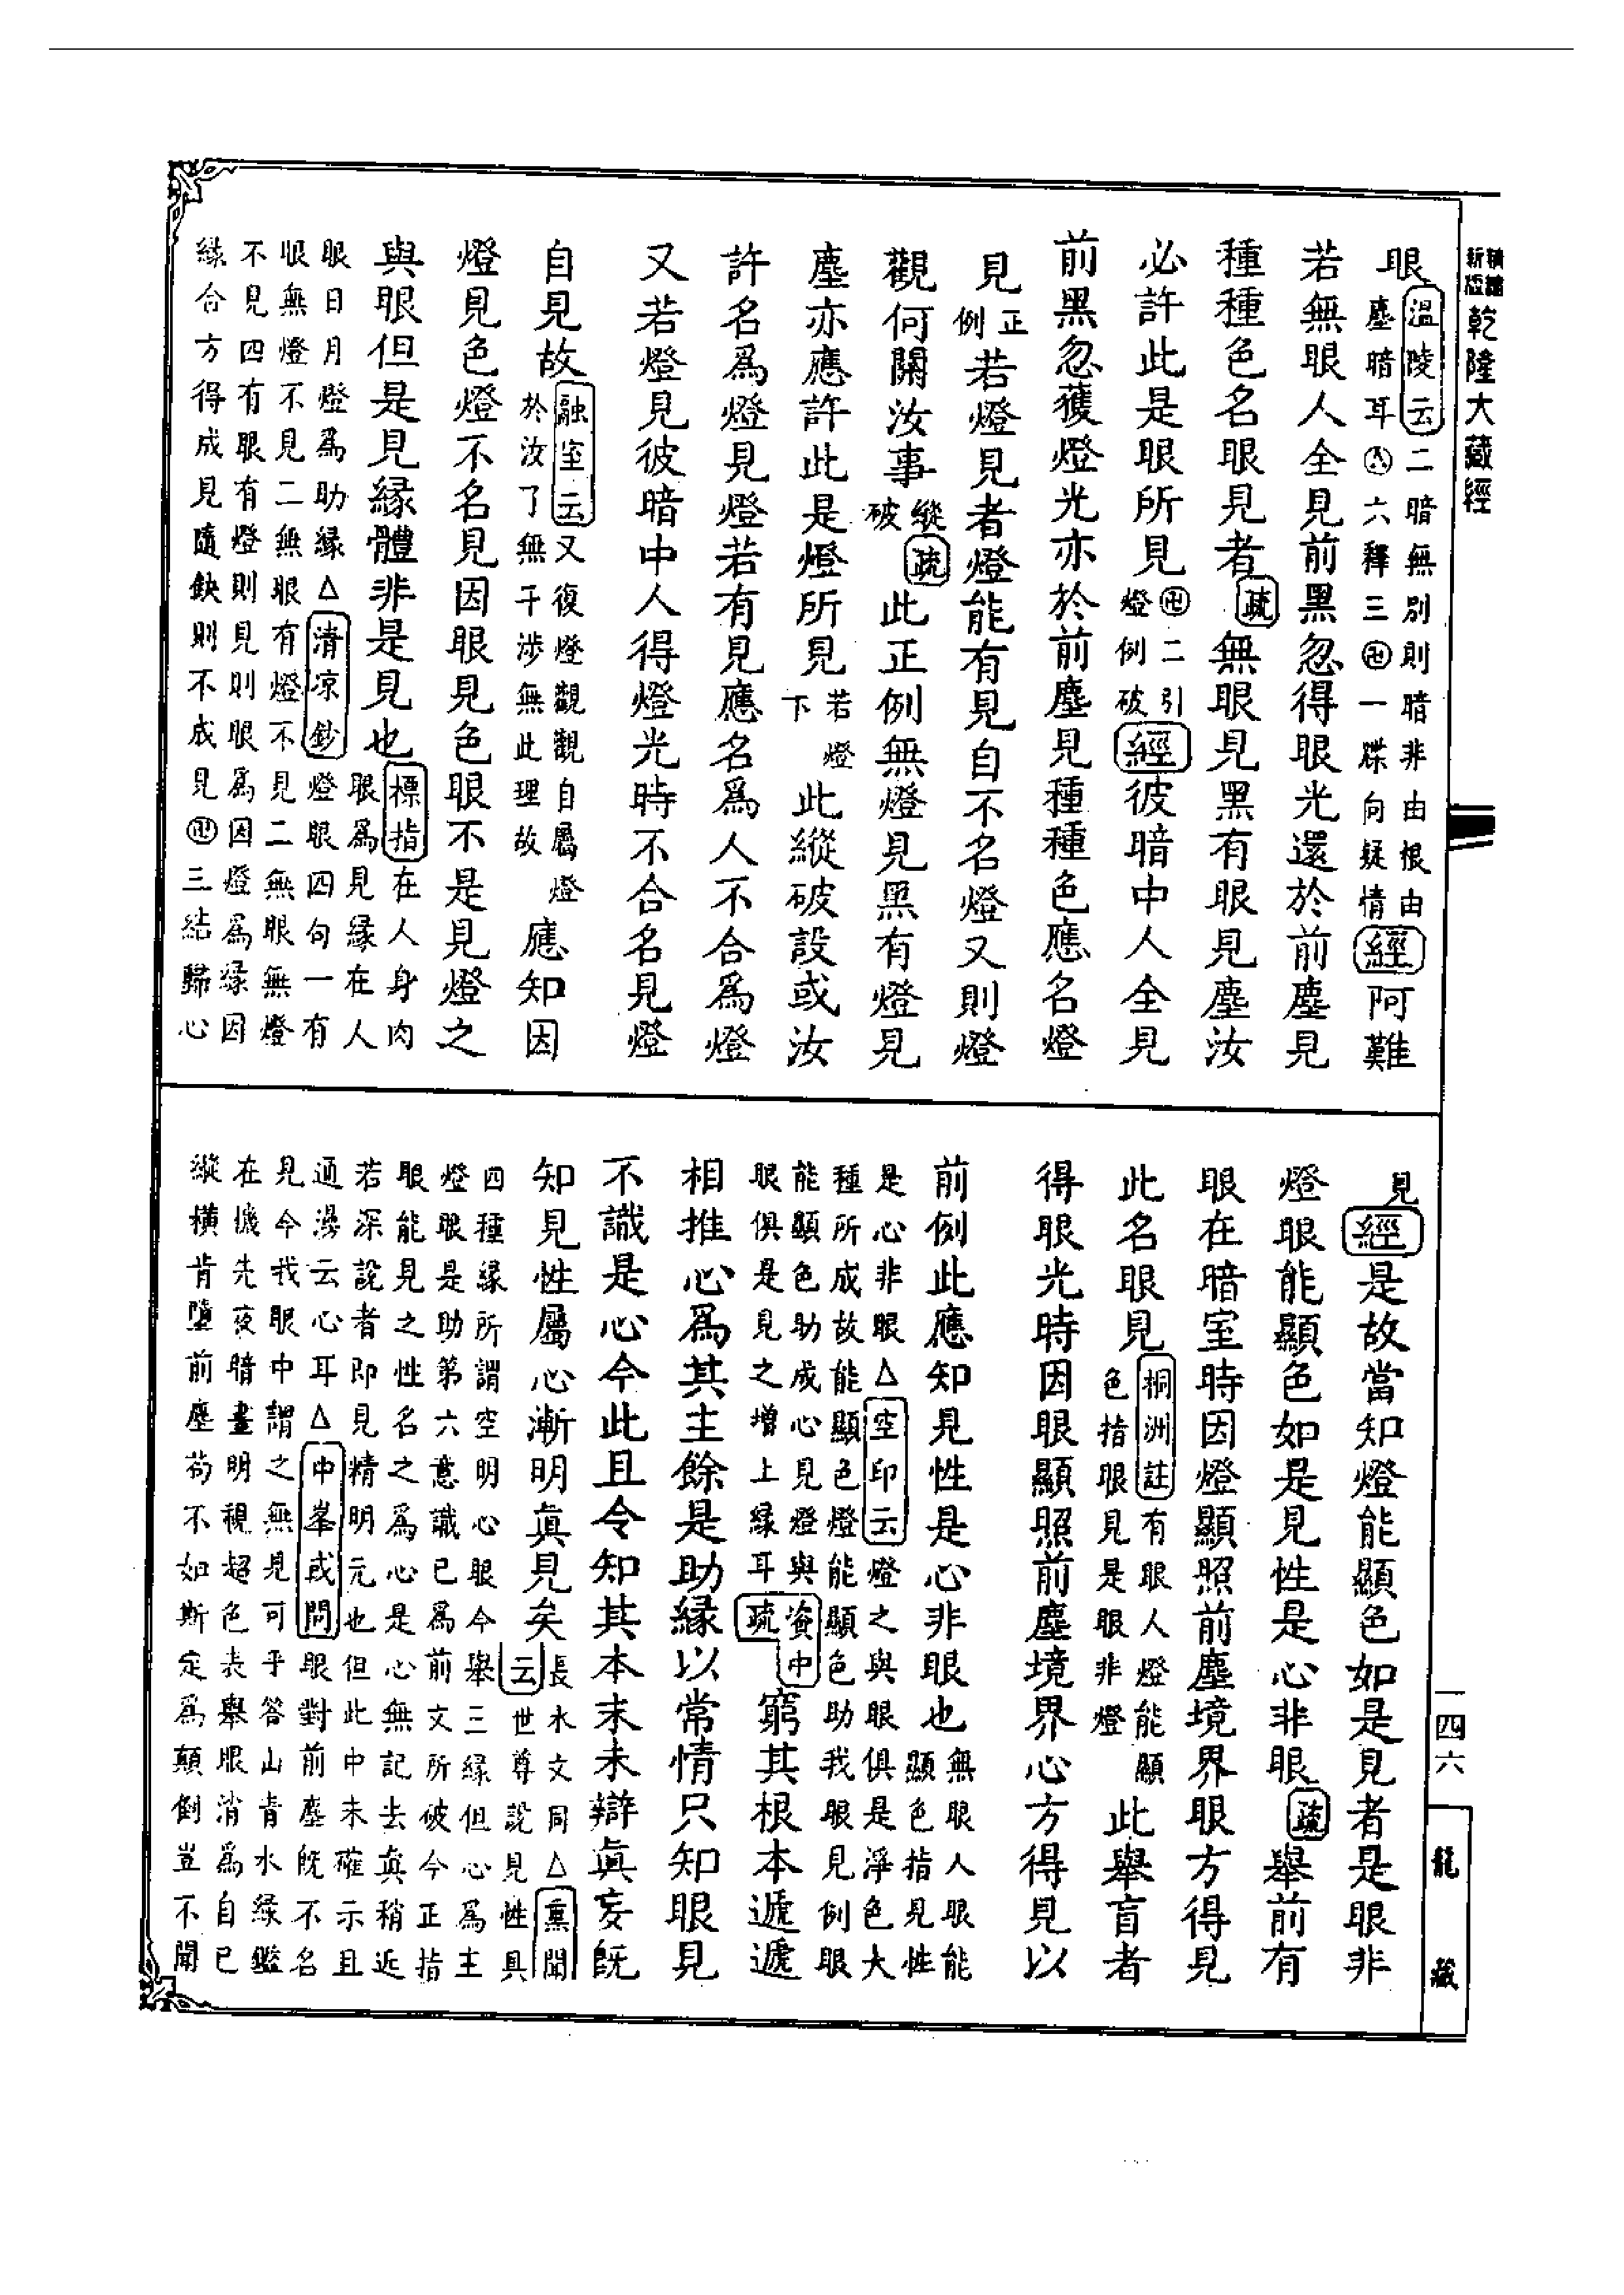 乾隆大藏經
眼溫陵云二暗無別則暗非由根由塵暗耳㊅六釋三卍一牒向疑情經阿難
若無眼人全見前黑忽得眼光還於前塵見
種種色名眼見者疏無眼見黑有眼見塵汝
必許此是眼所見卍二引燈例破經彼暗中人全見
前黑忽獲燈光亦於前塵見種種色應名燈
見正例若燈見者燈能有見自不名燈又則燈
觀何關汝事縱破疏此正例無燈見黑有燈見
塵亦應許此是燈所見若燈下此縱破設或汝
許名爲燈見燈若有見應名爲人不合爲燈
又若燈見彼暗中人得燈光時不合名見燈
自見故融室云又復燈觀觀自屬燈於汝了無干涉無此理故應知因
燈見色燈不名見因眼見色眼不是見燈之
與眼但是見緣體非是見也標指在人身肉眼爲見緣在人
眼日月燈爲助緣△清凉鈔燈眼四句一有
眼無燈不見二無眼有燈不見二無眼無燈
不見四有眼有燈則見則眼爲因燈爲緣因
緣合方得成見隨缺則不成見卍三結歸心
見經是故當知燈能顯色如是見者是眼非
燈眼能顯色如是見性是心非眼疏舉前有
眼在暗室時因燈顯照前塵境界眼方得見
此名眼見桐洲註有眼人燈能顯色指眼見是眼非燈此舉盲者
得眼光時因眼顯照前塵境界心方得見以
前例此應知見性是心非眼也無眼人眼能顯色指見性
是心非眼△空印云燈之與眼俱是淨色大
種所成故能顯色燈能顯色助我眼見例眼
能顯色助成心見燈與資中
眼俱是見之增上緣耳疏窮其根本遞遞
相推心爲其主餘是助緣以常情只知眼見
不識是心今此且令知其本末未辯眞妄旣
知見性屬心漸明眞見矣長水文同△熏聞云世尊說見性具
四種緣所謂空明心眼今舉三緣但心爲主
燈眼是助第六意識已爲前文所破今正指
眼能見之性名之爲心是心無記去眞稍近
若深說者即見精明元也但此中未確示且
通漫云心耳△中峯或問眼對前塵旣不名
見今我眼中謂之無見可乎答山青水緣鑑
在機先夜暗晝明視超色表舉眼消爲自已
縱橫肯墮前塵茍不如斯定爲顛倒豈不聞
一四六
龍藏